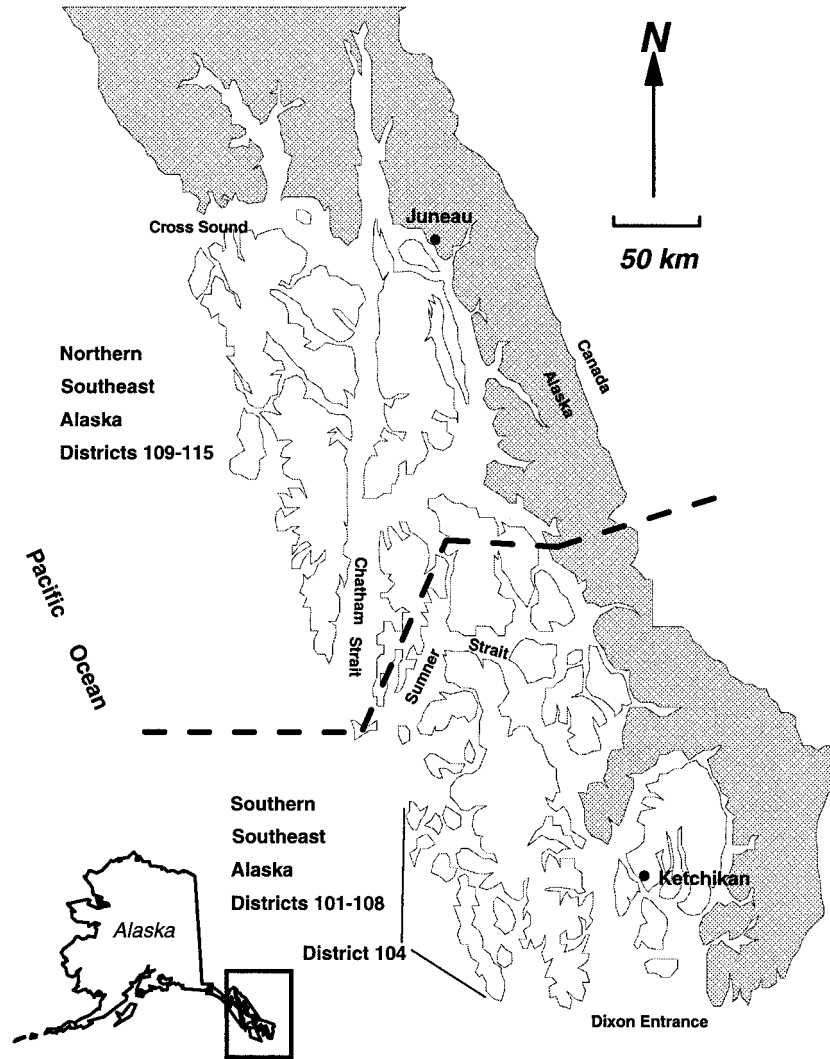 N
50 km
Cross Sound
Juneau
Northern
Southeast
Alaska
Districts 109-115
Canada
Alaska
Pacific
Ocean
Chatham Strait
Sumner
Strait
Southern
Southeast
Alaska
Districts 101-108
District 104
Ketchikan
Dixon Entrance
Alaska